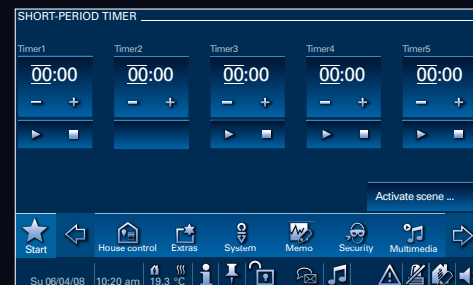 SHORT-PERIOD TIMER
Timer1 Timer2 Timer3 Timer4 Timer5
00:00 00:00 00:00 00:00 00:00
Activate scene ...
Start House control Extras System Memo Security Multimedia
Su 06/04/08 10:20 am 19.3 °C